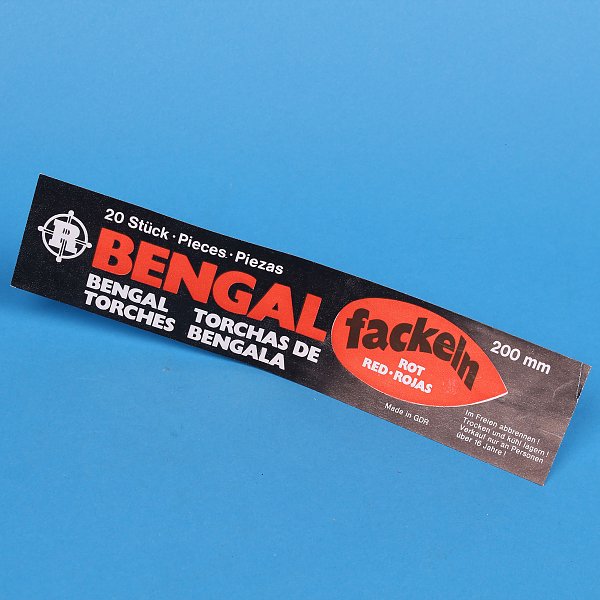 R
20 Stück · Pieces · Piezas
BENGAL
fackeln
BENGAL
TORCHES
TORCHAS DE
BENGALA
ROT
RED · ROJAS
200 mm
Made in GDR
Im Freien abbrennen !
Trocken und kühl lagern !
Verkauf nur an Personen
über 16 Jahre !